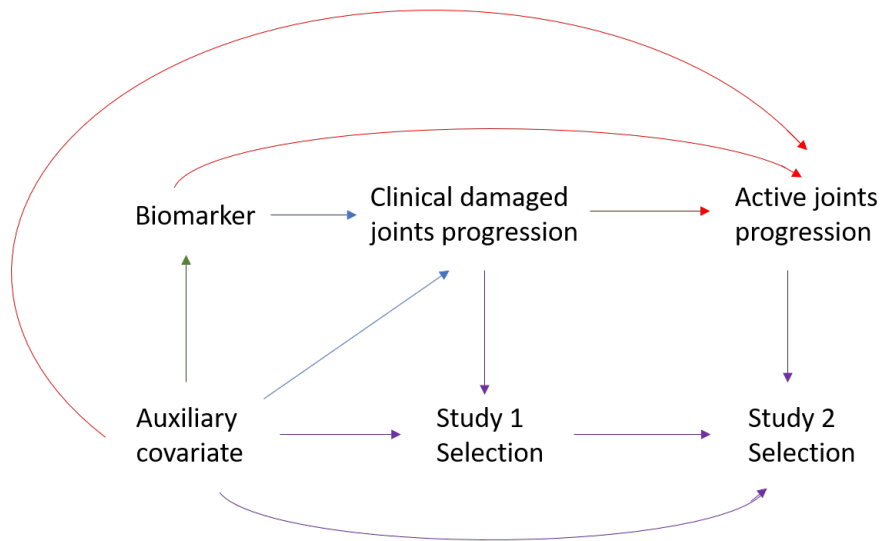 Biomarker
Clinical damaged
joints progression
Active joints
progression
Auxiliary
covariate
Study 1
Selection
Study 2
Selection